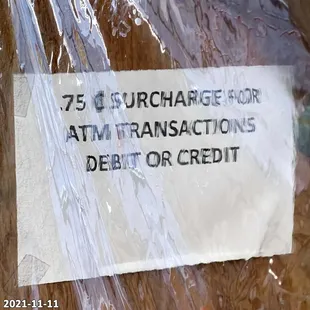 .75 ₵ SURCHARGE FOR
ATM TRANSACTIONS
DEBIT OR CREDIT
2021-11-11